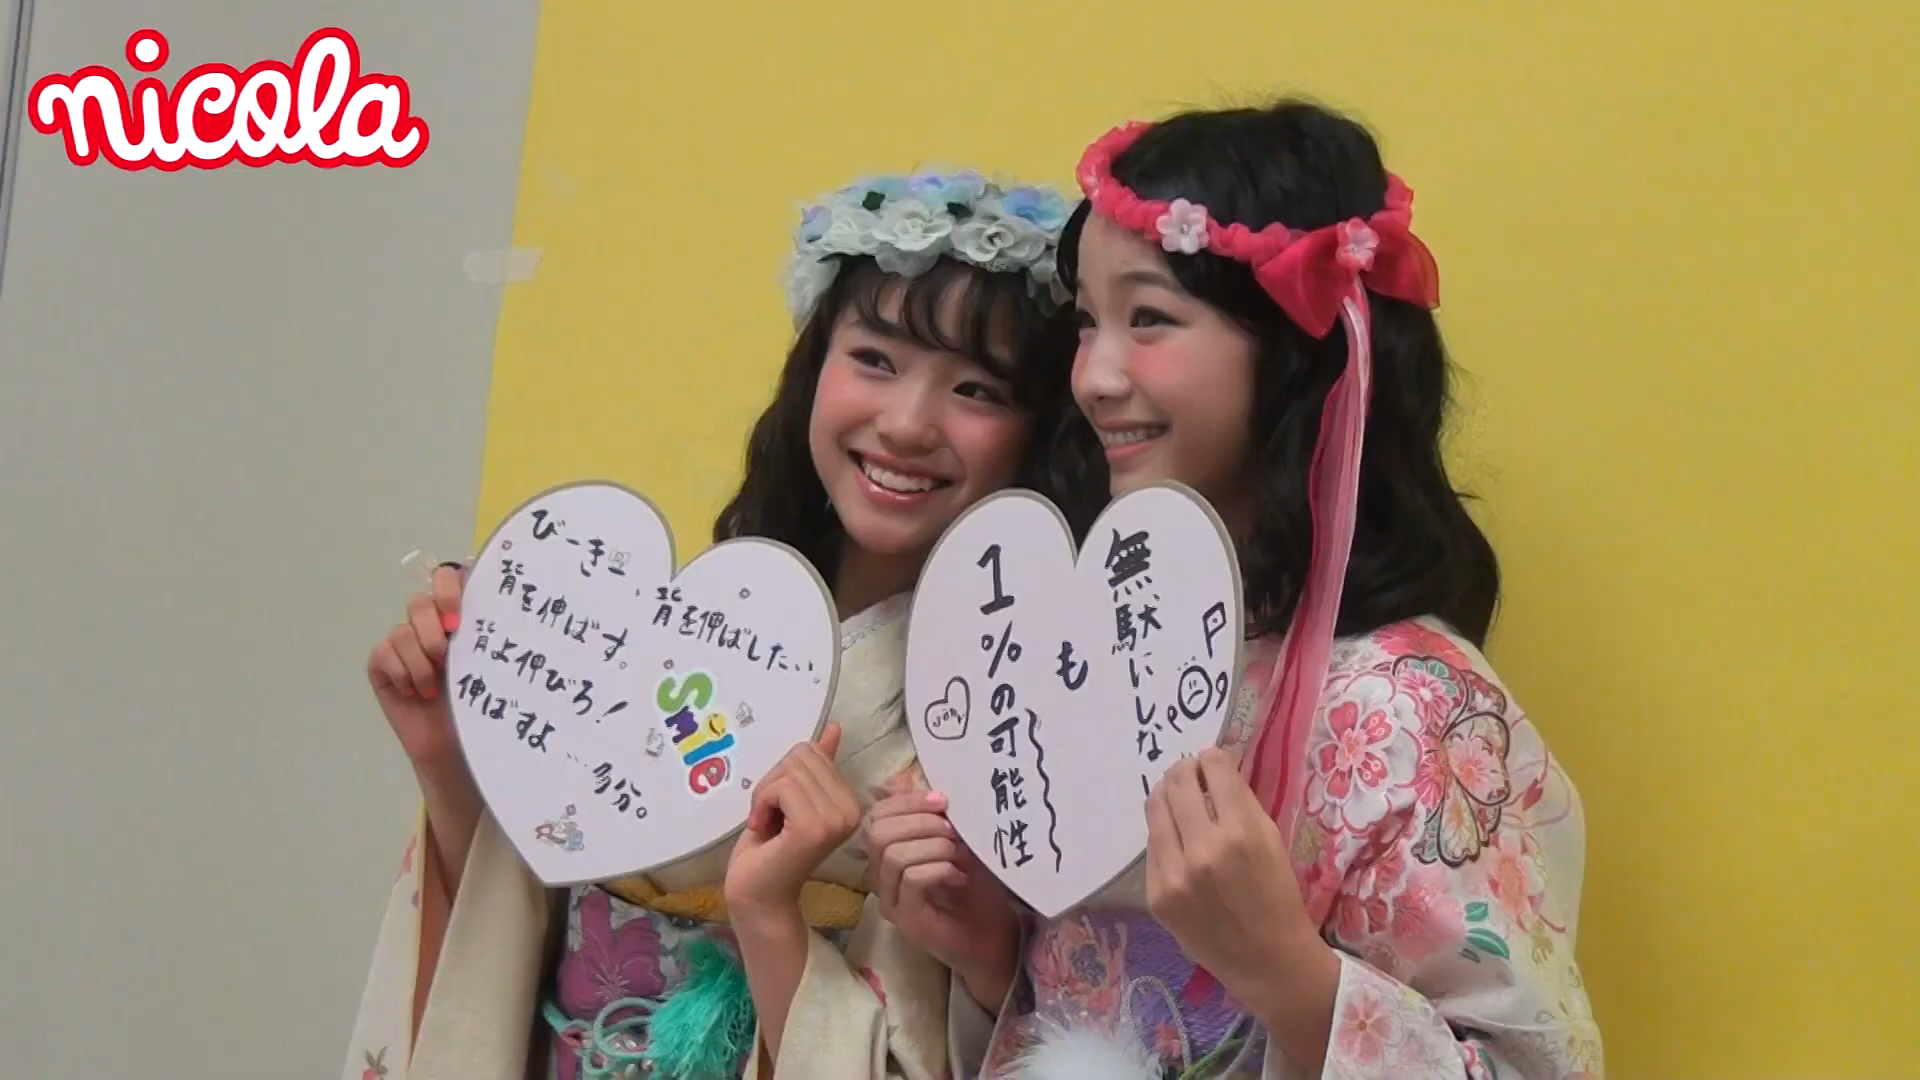 nicola
びーき
、背を伸ばしたい。
背を伸ばす。
背よ伸びろ!
伸ばすよ…多分。
Smile
無駄にしない
も
1%の可能性